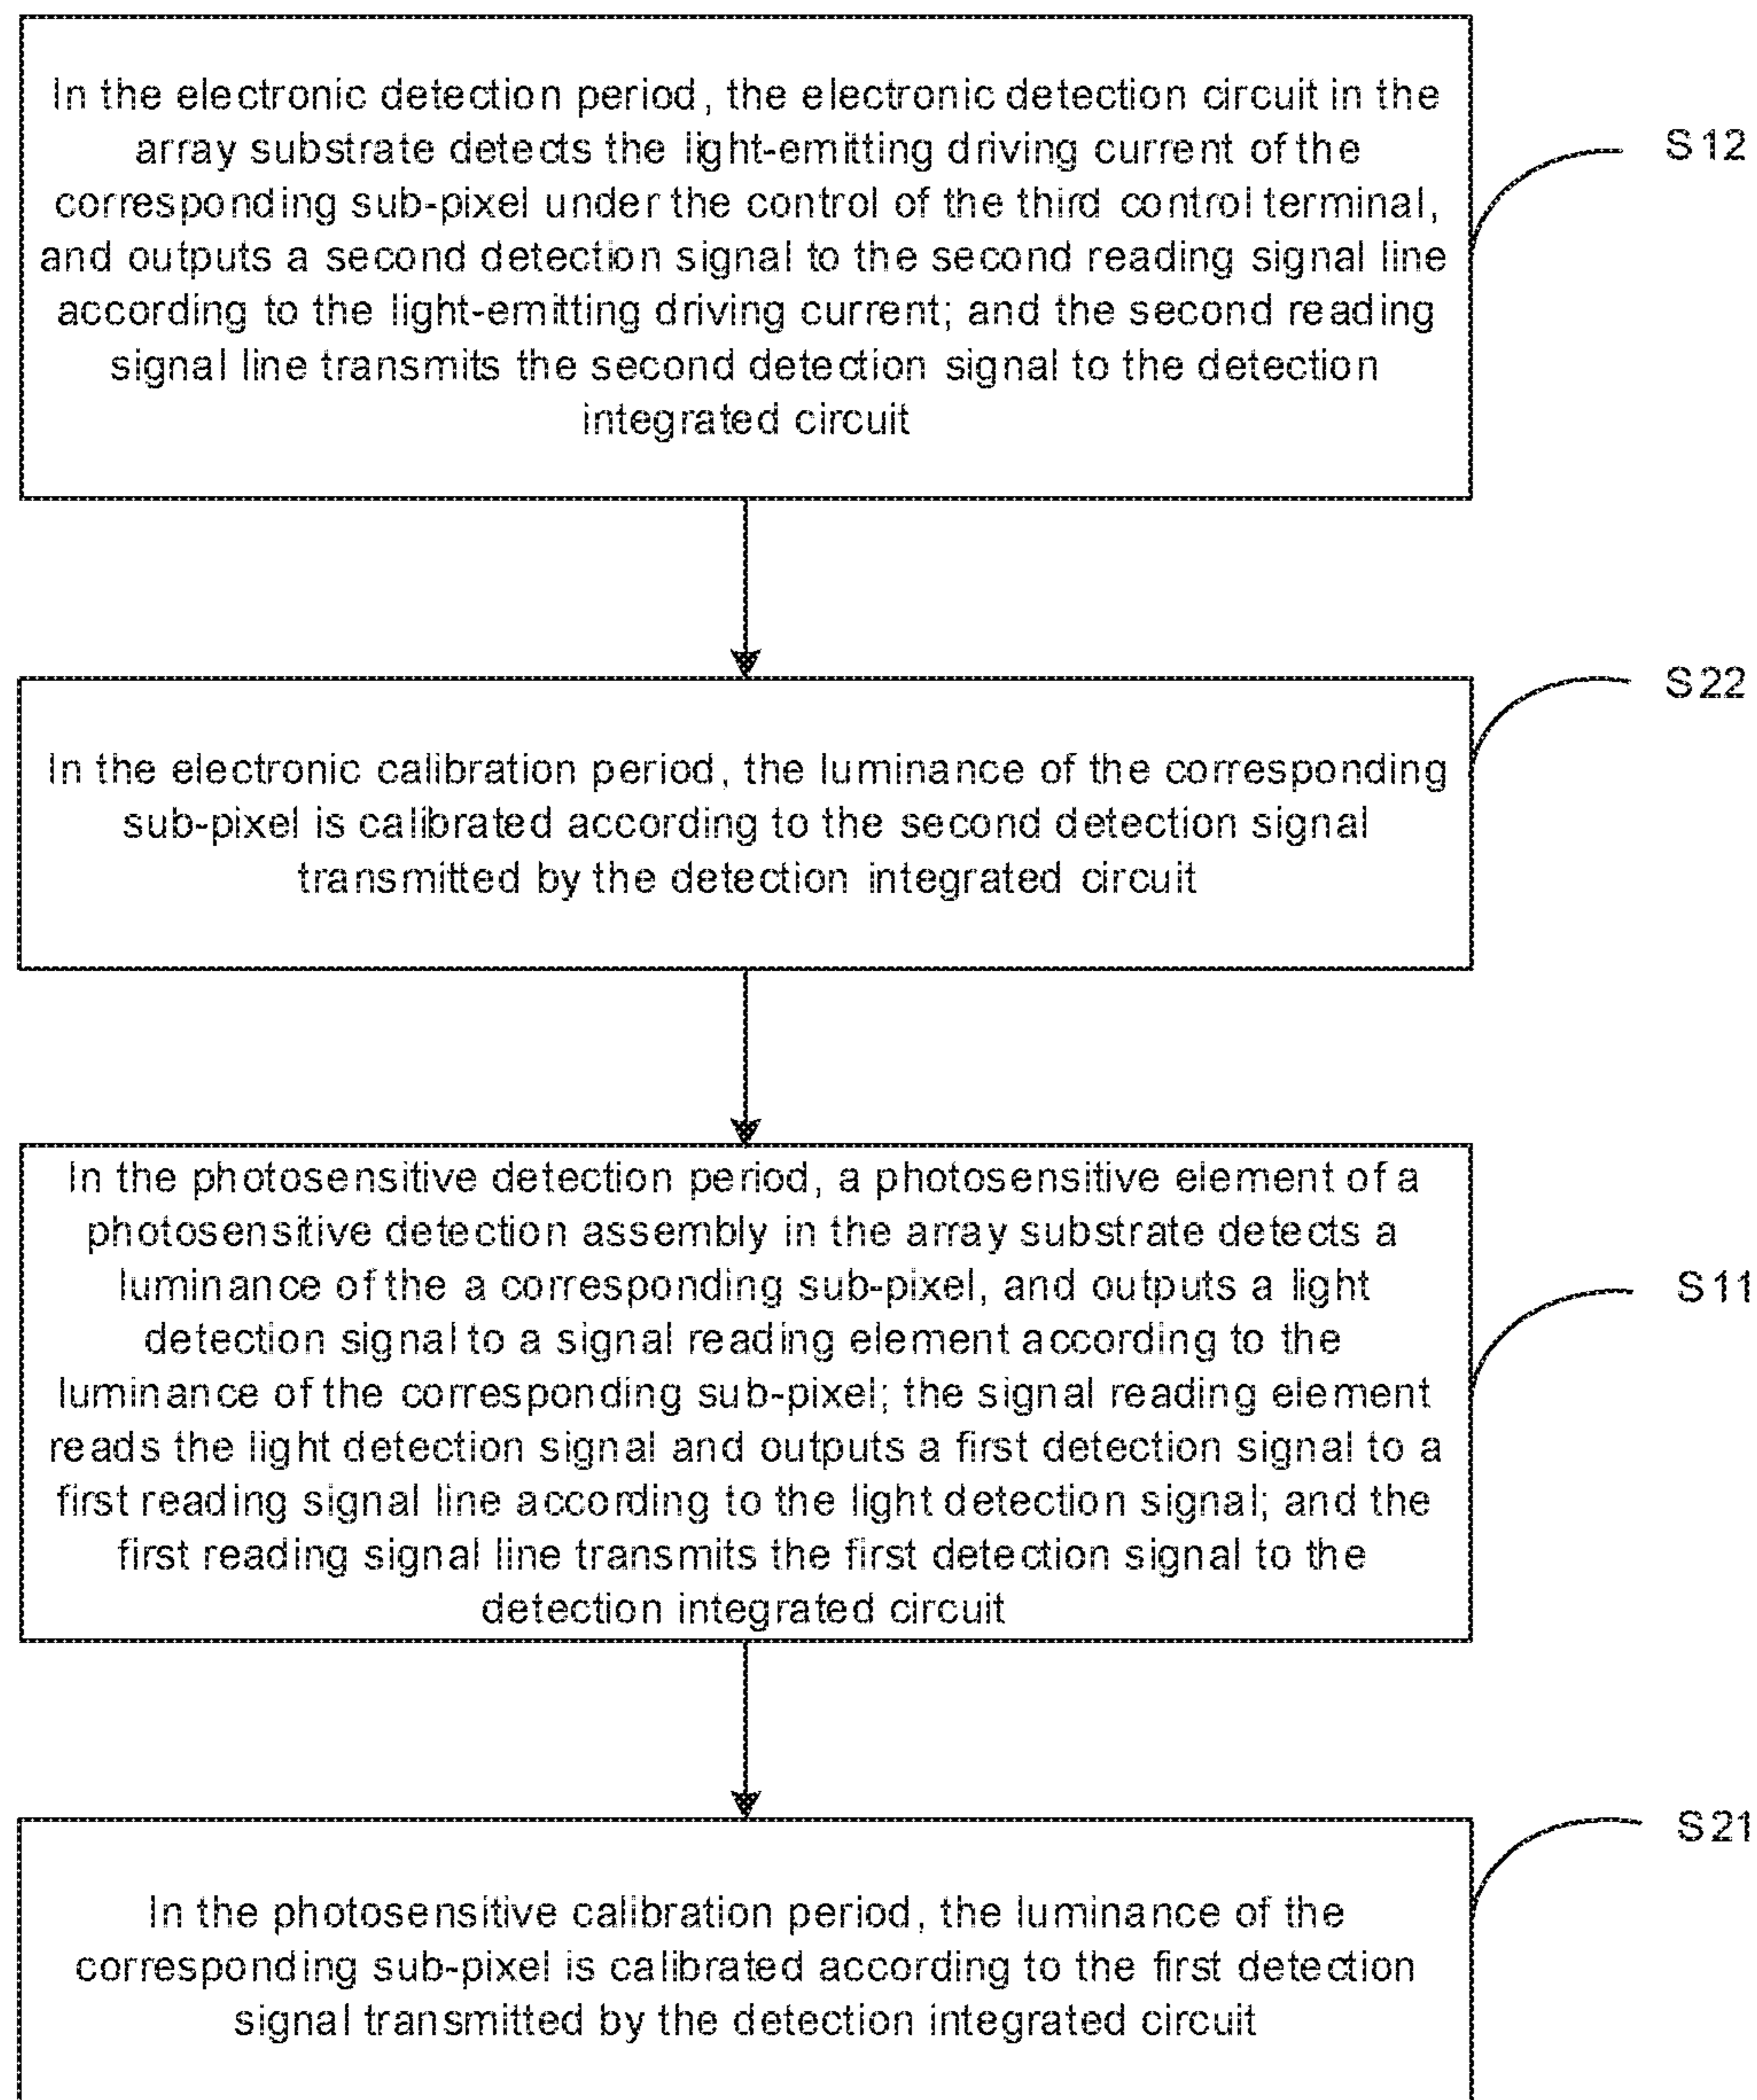 In the electronic detection period, the electronic detection circuit in the
array substrate detects the light-emitting driving current of the
corresponding sub-pixel under the control of the third control terminal,
and outputs a second detection signal to the second reading signal line
according to the light-emitting driving current; and the second reading
signal line transmits the second detection signal to the detection
integrated circuit
S12
In the electronic calibration period, the luminance of the corresponding
sub-pixel is calibrated according to the second detection signal
transmitted by the detection integrated circuit
S22
In the photosensitive detection period, a photosensitive element of a
photosensitive detection assembly in the array substrate detects a
luminance of the a corresponding sub-pixel, and outputs a light
detection signal to a signal reading element according to the
luminance of the corresponding sub-pixel; the signal reading element
reads the light detection signal and outputs a first detection signal to a
first reading signal line according to the light detection signal; and the
first reading signal line transmits the first detection signal to the
detection integrated circuit
S11
In the photosensitive calibration period, the luminance of the
corresponding sub-pixel is calibrated according to the first detection
signal transmitted by the detection integrated circuit
S21